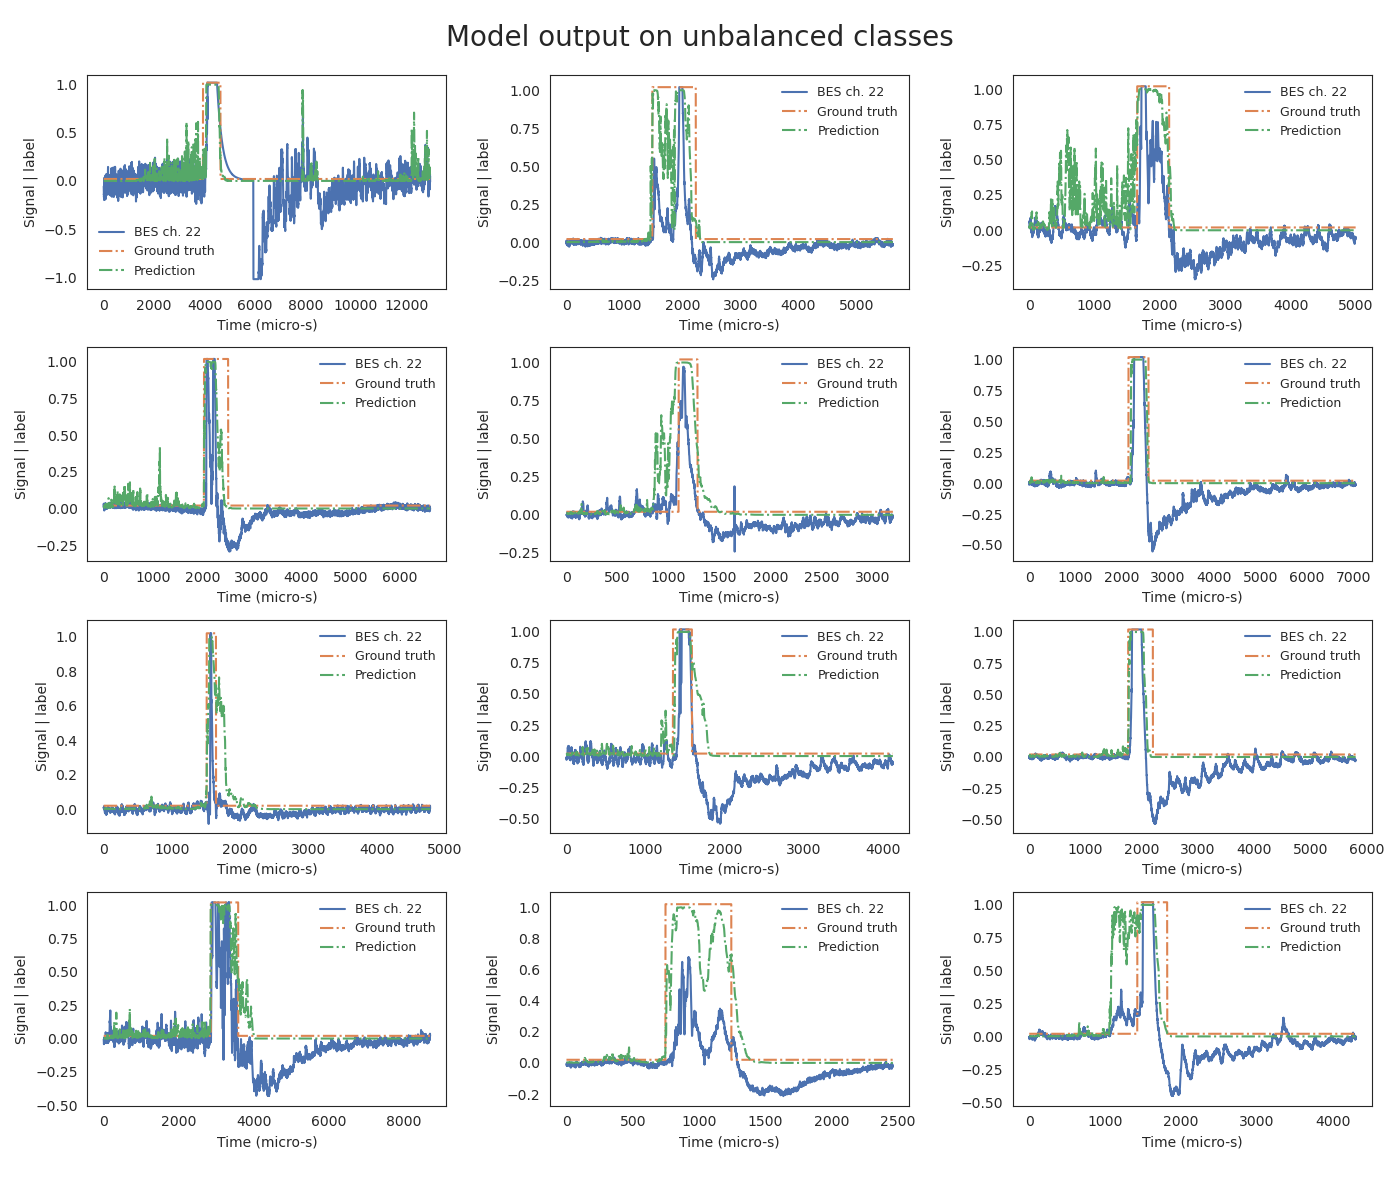 Model output on unbalanced classes
Signal | label
1.0
0.5
0.0
−0.5
−1.0
BES ch. 22
Ground truth
Prediction
0 2000 4000 6000 8000 10000 12000
Time (micro-s)
Signal | label
1.00
0.75
0.50
0.25
0.00
−0.25
BES ch. 22
Ground truth
Prediction
0 1000 2000 3000 4000 5000
Time (micro-s)
Signal | label
1.00
0.75
0.50
0.25
0.00
−0.25
BES ch. 22
Ground truth
Prediction
0 1000 2000 3000 4000 5000
Time (micro-s)
Signal | label
1.00
0.75
0.50
0.25
0.00
−0.25
BES ch. 22
Ground truth
Prediction
0 1000 2000 3000 4000 5000 6000
Time (micro-s)
Signal | label
1.00
0.75
0.50
0.25
0.00
−0.25
BES ch. 22
Ground truth
Prediction
0 500 1000 1500 2000 2500 3000
Time (micro-s)
Signal | label
1.00
0.75
0.50
0.25
0.00
−0.25
−0.50
BES ch. 22
Ground truth
Prediction
0 1000 2000 3000 4000 5000 6000 7000
Time (micro-s)
Signal | label
1.0
0.8
0.6
0.4
0.2
0.0
BES ch. 22
Ground truth
Prediction
0 1000 2000 3000 4000 5000
Time (micro-s)
Signal | label
1.00
0.75
0.50
0.25
0.00
−0.25
−0.50
BES ch. 22
Ground truth
Prediction
0 1000 2000 3000 4000
Time (micro-s)
Signal | label
1.00
0.75
0.50
0.25
0.00
−0.25
−0.50
BES ch. 22
Ground truth
Prediction
0 1000 2000 3000 4000 5000 6000
Time (micro-s)
Signal | label
1.00
0.75
0.50
0.25
0.00
−0.25
−0.50
BES ch. 22
Ground truth
Prediction
0 2000 4000 6000 8000
Time (micro-s)
Signal | label
1.0
0.8
0.6
0.4
0.2
0.0
−0.2
BES ch. 22
Ground truth
Prediction
0 500 1000 1500 2000 2500
Time (micro-s)
Signal | label
1.00
0.75
0.50
0.25
0.00
−0.25
−0.50
BES ch. 22
Ground truth
Prediction
0 1000 2000 3000 4000
Time (micro-s)